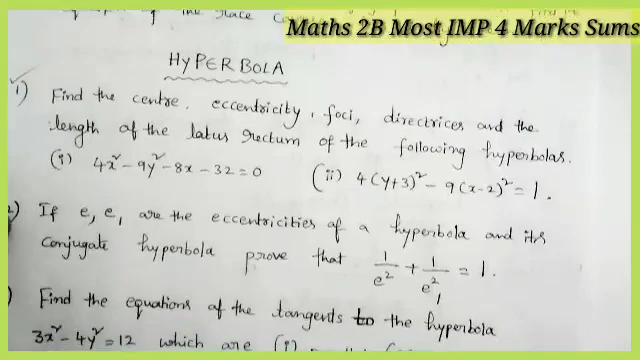 of the
Maths 2B Most IMP 4 Marks Sums
HYPERBOLA
1) Find the centre, eccentricity, foci, directrices and the
length of the latus rectum of the following hyperbolas.
(i) 4x² - 9y² - 8x - 32 = 0 (ii) 4(y+3)² - 9(x-2)² = 1.
2) If e, e₁ are the eccentricities of a hyperbola and its
conjugate hyperbola prove that 1/e² + 1/e₁² = 1.
) Find the equations of the tangents to the hyperbola
3x² - 4y² = 12 which are (i)